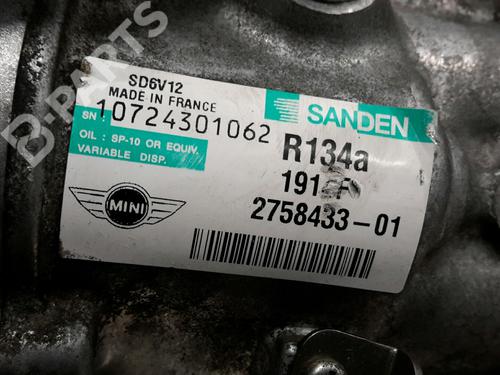 B-PARTS
SD6V12
MADE IN FRANCE
SN 10724301062
OIL : SP-10 OR EQUIV.
VARIABLE DISP.
SANDEN
R134a
2758433-01
MINI